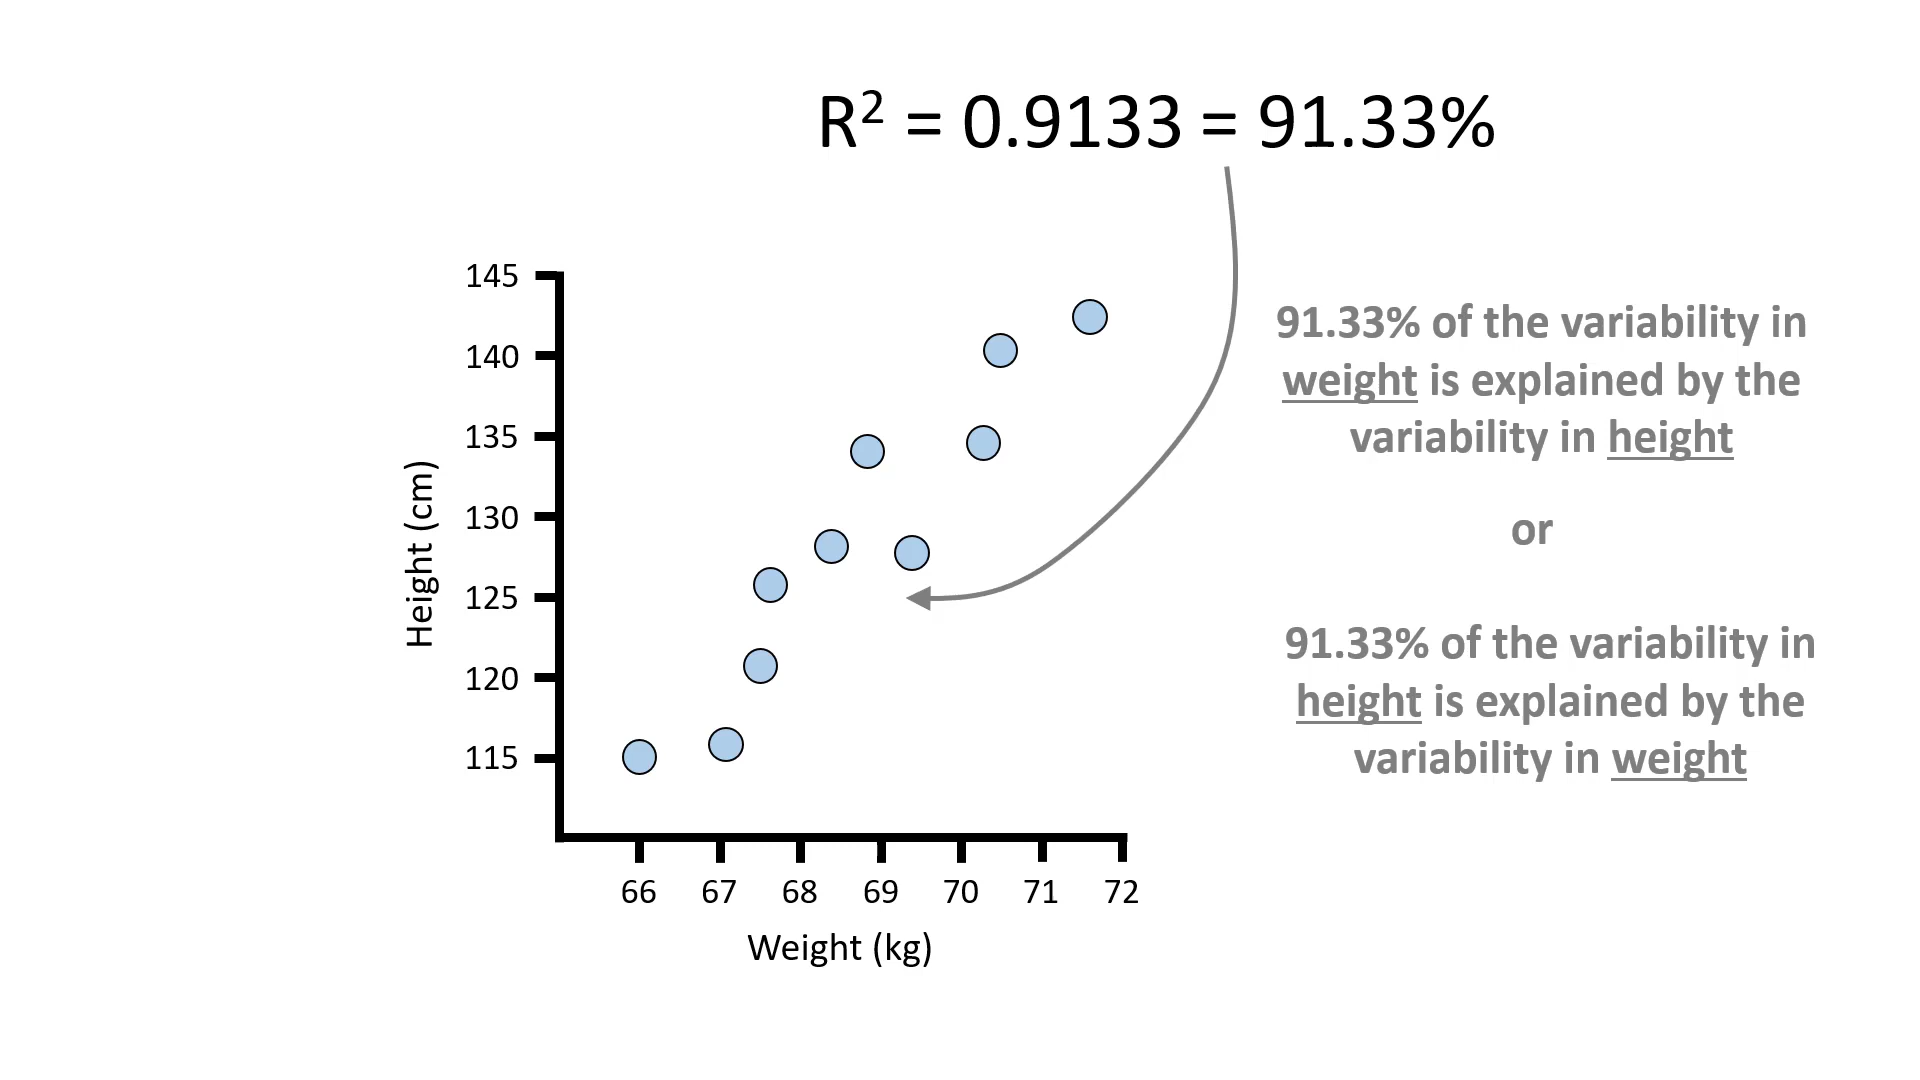 R² = 0.9133 = 91.33%
145
140
135
130
125
120
115
Height (cm)
66 67 68 69 70 71 72
Weight (kg)
91.33% of the variability in
weight is explained by the
variability in height
or
91.33% of the variability in
height is explained by the
variability in weight